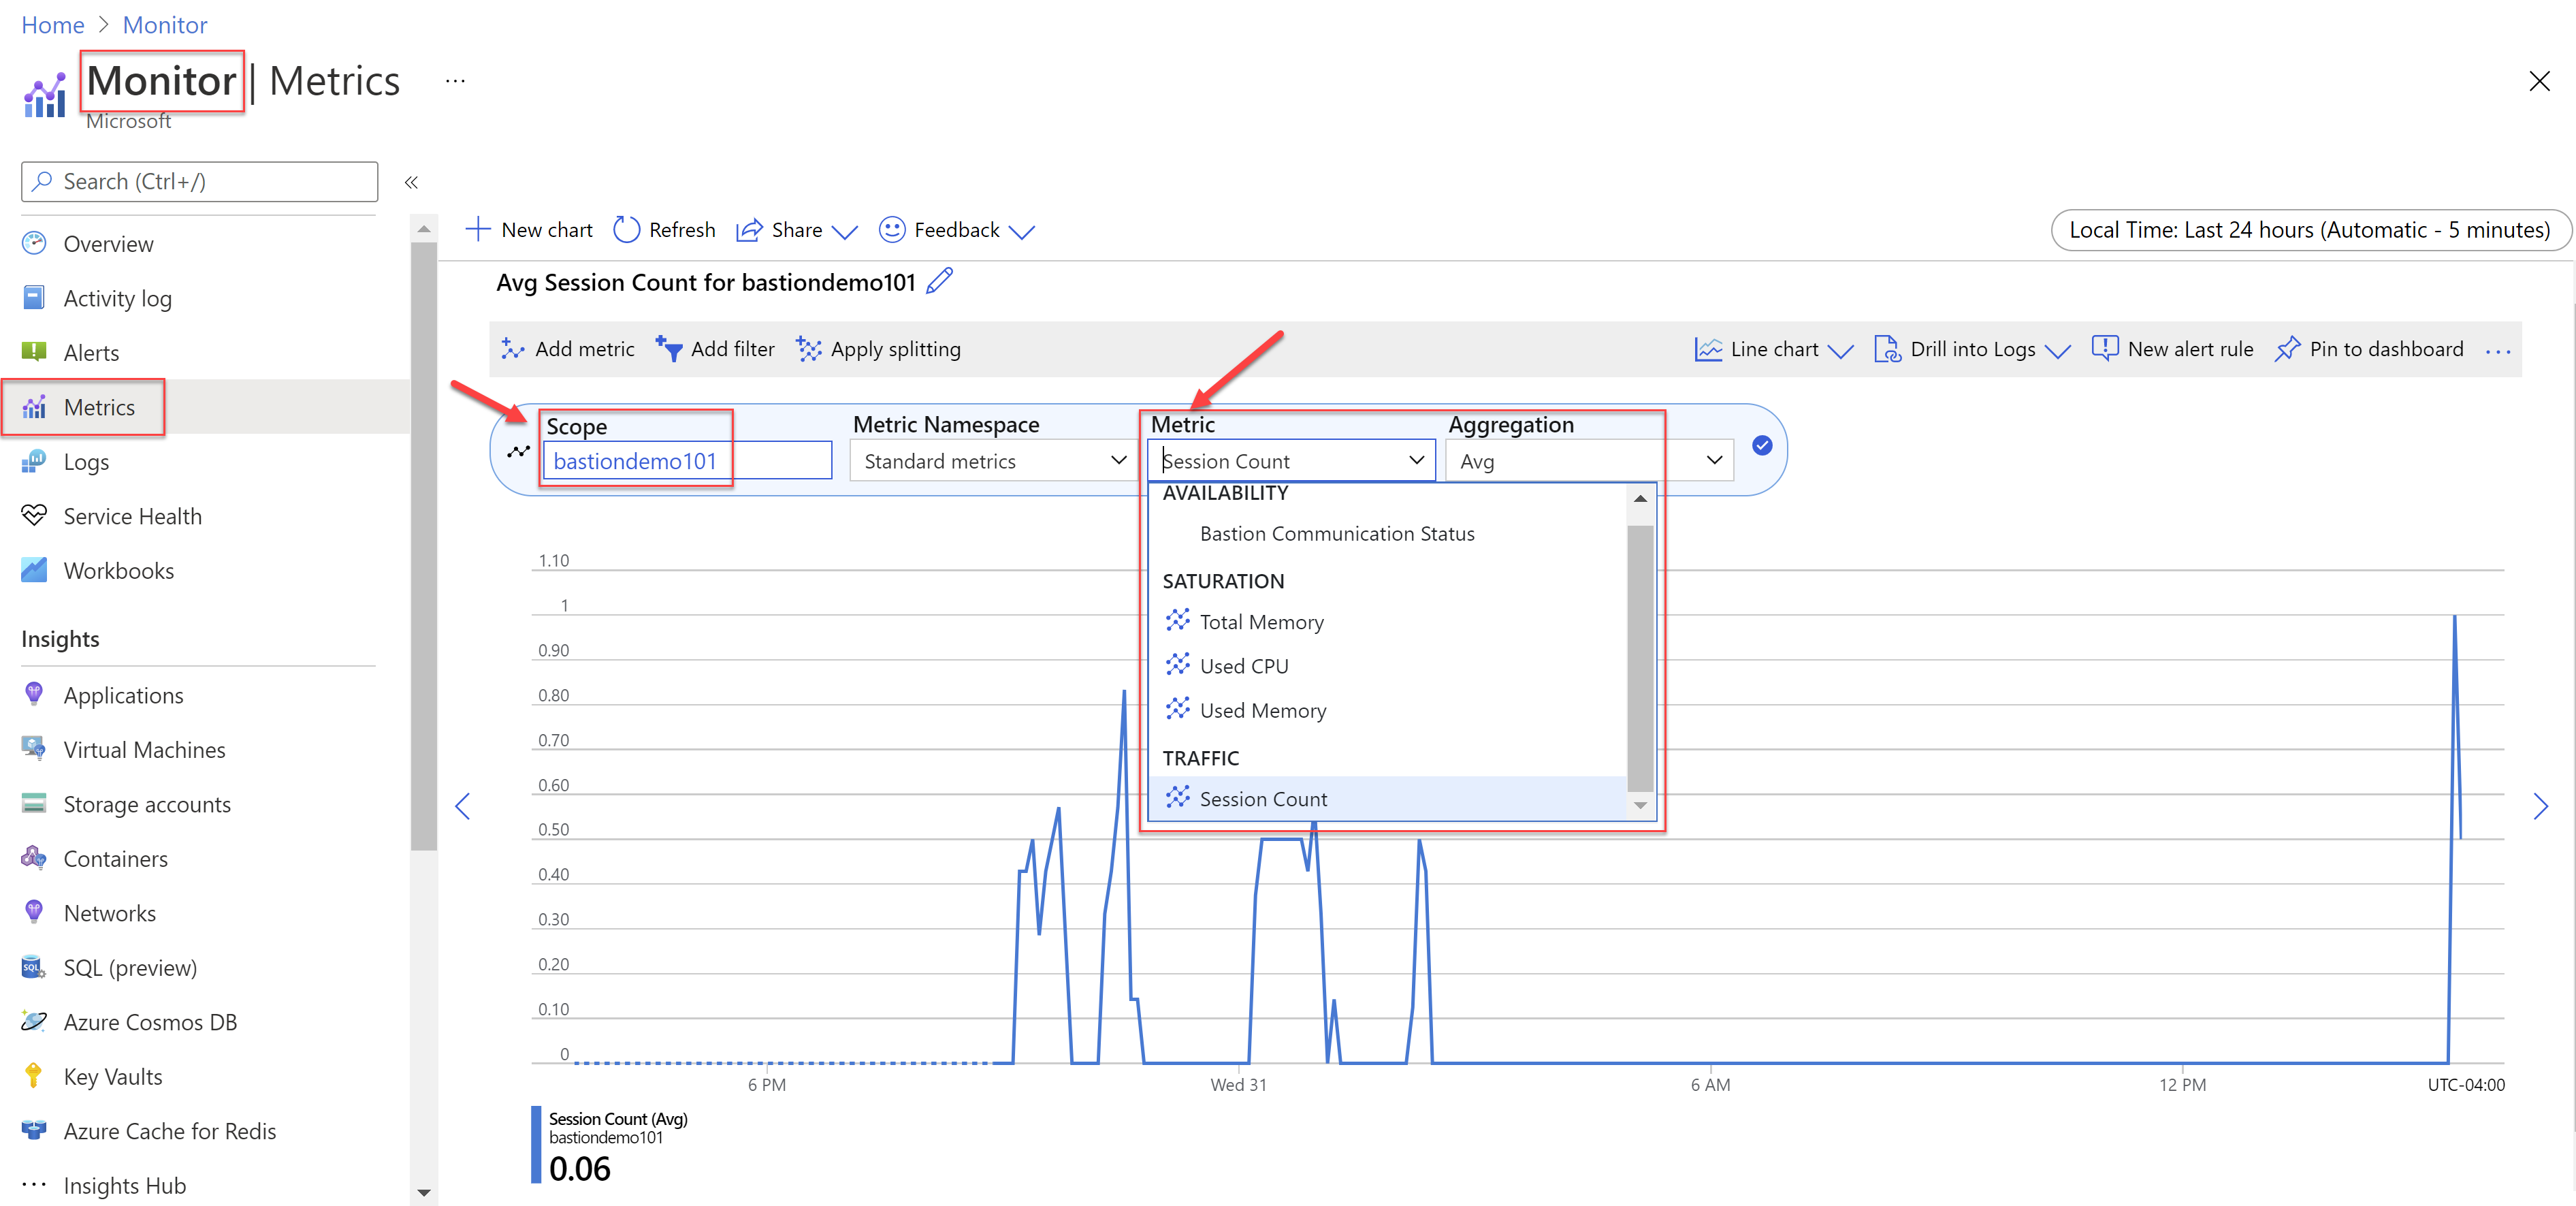 Home > Monitor
Monitor | Metrics ...
Microsoft
Search (Ctrl+/)
«
Overview
Activity log
Alerts
Metrics
Logs
Service Health
Workbooks
Insights
Applications
Virtual Machines
Storage accounts
Containers
Networks
SQL (preview)
Azure Cosmos DB
Key Vaults
Azure Cache for Redis
... Insights Hub
New chart Refresh Share Feedback
Local Time: Last 24 hours (Automatic - 5 minutes)
Avg Session Count for bastiondemo101
Add metric Add filter Apply splitting
Line chart Drill into Logs New alert rule Pin to dashboard ...
Scope Metric Namespace Metric Aggregation
bastiondemo101 Standard metrics Session Count Avg
AVAILABILITY
Bastion Communication Status
SATURATION
Total Memory
Used CPU
Used Memory
TRAFFIC
Session Count
1.10
1
0.90
0.80
0.70
0.60
0.50
0.40
0.30
0.20
0.10
0
6 PM Wed 31 6 AM 12 PM UTC-04:00
Session Count (Avg)
bastiondemo101
0.06